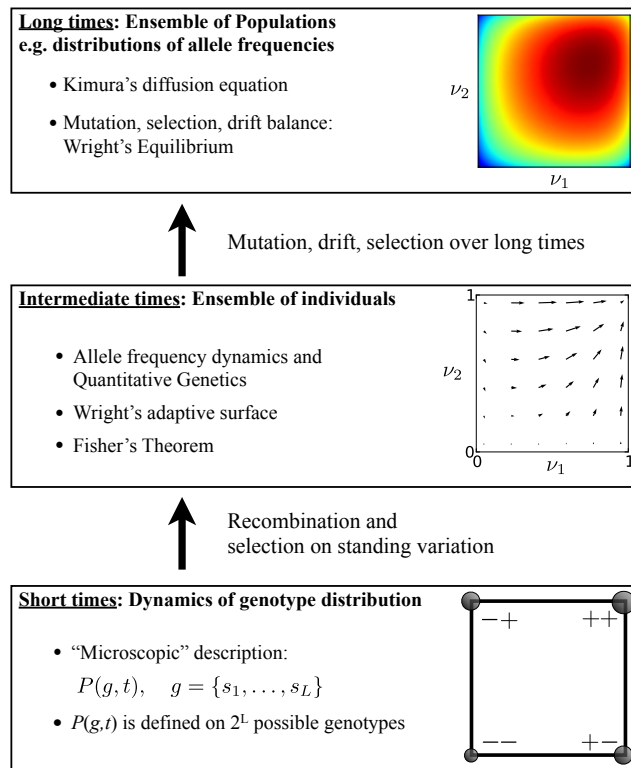 Long times: Ensemble of Populations
e.g. distributions of allele frequencies
• Kimura's diffusion equation
• Mutation, selection, drift balance:
Wright's Equilibrium
ν2
ν1
Mutation, drift, selection over long times
Intermediate times: Ensemble of individuals
• Allele frequency dynamics and
Quantitative Genetics
• Wright's adaptive surface
• Fisher's Theorem
1
ν2
0
0 ν1 1
Recombination and
selection on standing variation
Short times: Dynamics of genotype distribution
• “Microscopic” description:
P(g, t), g = {s1, . . . , sL}
• P(g,t) is defined on 2^L possible genotypes
−+ ++
−− +−